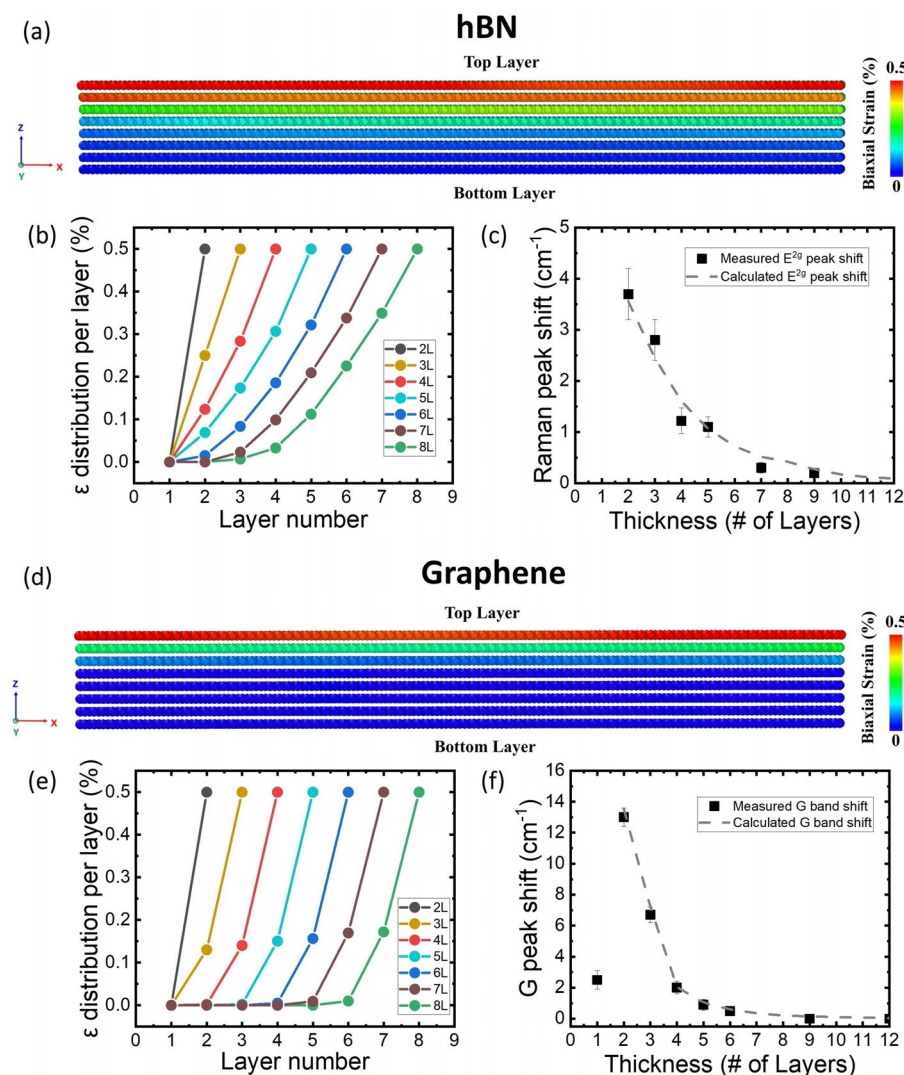 (a)
hBN
Top Layer
Bottom Layer
Z
X
Y
Biaxial Strain (%)
0.5
0
(b)
ε distribution per layer (%)
0.5
0.4
0.3
0.2
0.1
0.0
0 1 2 3 4 5 6 7 8 9
Layer number
2L
3L
4L
5L
6L
7L
8L
(c)
Raman peak shift (cm-1)
5
4
3
2
1
0
0 1 2 3 4 5 6 7 8 9 10 11 12
Thickness (# of Layers)
Measured E2g peak shift
Calculated E2g peak shift
(d)
Graphene
Top Layer
Bottom Layer
Z
X
Y
Biaxial Strain (%)
0.5
0
(e)
ε distribution per layer (%)
0.5
0.4
0.3
0.2
0.1
0.0
0 1 2 3 4 5 6 7 8 9
Layer number
2L
3L
4L
5L
6L
7L
8L
(f)
G peak shift (cm-1)
16
14
12
10
8
6
4
2
0
0 1 2 3 4 5 6 7 8 9 10 11 12
Thickness (# of Layers)
Measured G band shift
Calculated G band shift